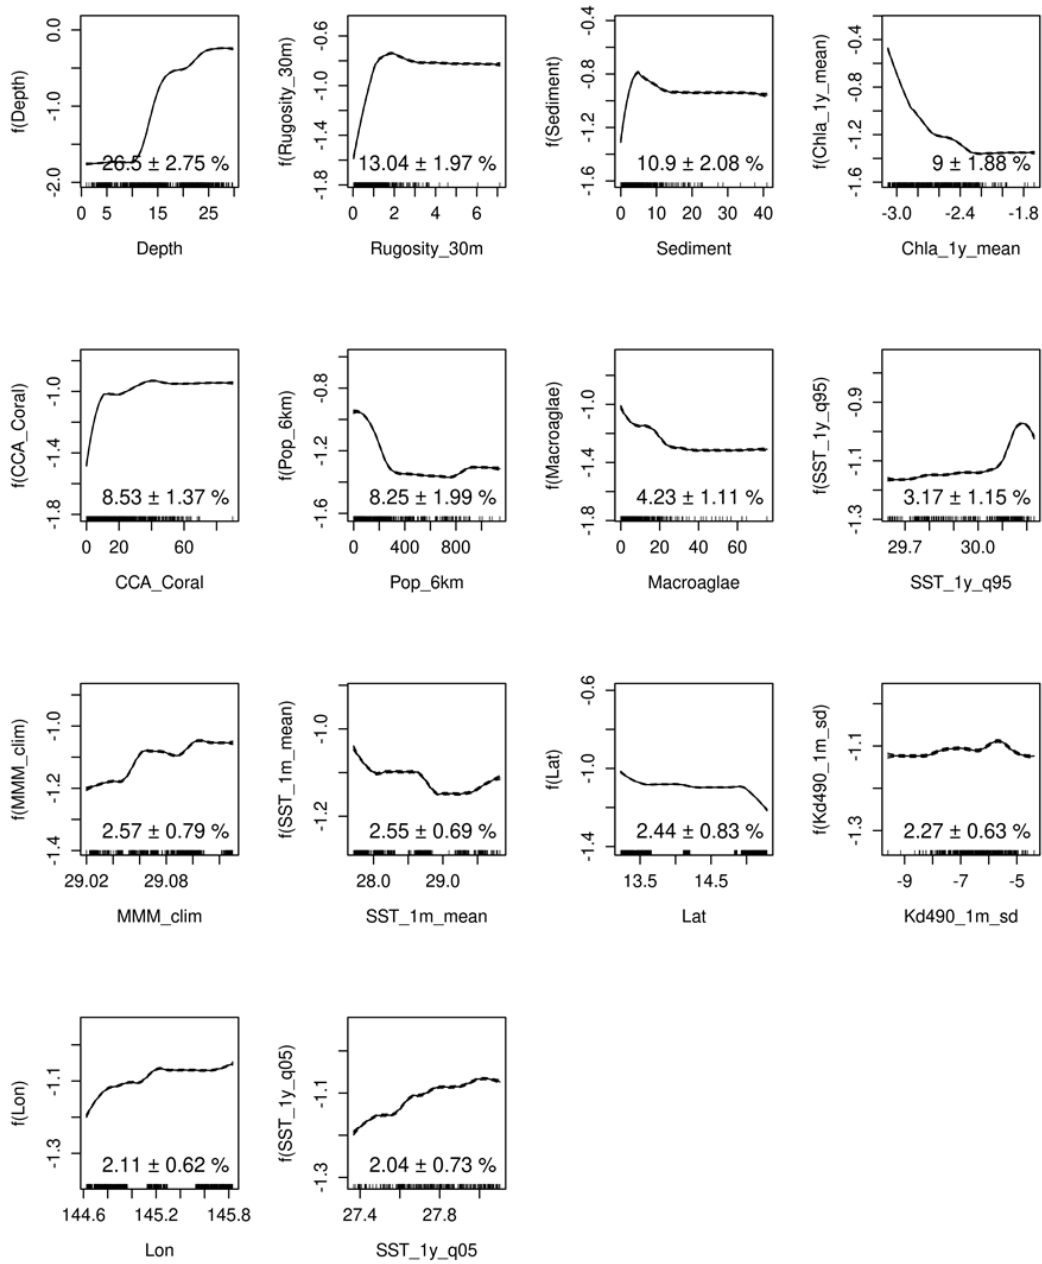 f(Depth)
0.0
-1.0
-2.0
26.5 ± 2.75 %
0 5 15 25
Depth
f(Rugosity_30m)
-0.6
-1.0
-1.4
-1.8
13.04 ± 1.97 %
0 2 4 6
Rugosity_30m
f(Sediment)
-0.4
-0.8
-1.2
-1.6
10.9 ± 2.08 %
0 10 20 30 40
Sediment
f(Chla_1y_mean)
-0.4
-0.8
-1.2
-1.6
9 ± 1.88 %
-3.0 -2.4 -1.8
Chla_1y_mean
f(CCA_Coral)
-1.0
-1.4
-1.8
8.53 ± 1.37 %
0 20 60
CCA_Coral
f(Pop_6km)
-0.8
-1.2
-1.6
8.25 ± 1.99 %
0 400 800
Pop_6km
f(Macroaglae)
-1.0
-1.4
-1.8
4.23 ± 1.11 %
0 20 40 60
Macroaglae
f(SST_1y_q95)
-0.9
-1.1
-1.3
3.17 ± 1.15 %
29.7 30.0
SST_1y_q95
f(MMM_clim)
-1.0
-1.2
-1.4
2.57 ± 0.79 %
29.02 29.08
MMM_clim
f(SST_1m_mean)
-1.0
-1.2
2.55 ± 0.69 %
28.0 29.0
SST_1m_mean
f(Lat)
-0.6
-1.0
-1.4
2.44 ± 0.83 %
13.5 14.5
Lat
f(Kd490_1m_sd)
-1.1
-1.3
2.27 ± 0.63 %
-9 -7 -5
Kd490_1m_sd
f(Lon)
-1.1
-1.3
2.11 ± 0.62 %
144.6 145.2 145.8
Lon
f(SST_1y_q05)
-1.1
-1.3
2.04 ± 0.73 %
27.4 27.8
SST_1y_q05